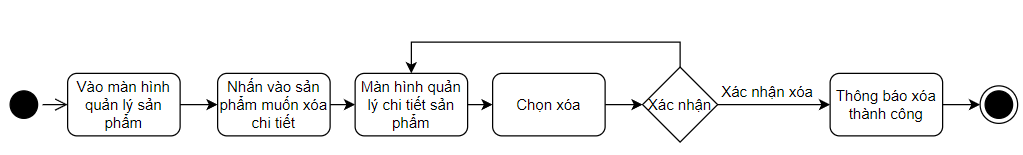 Vào màn hình
quản lý sản
phẩm
Nhấn vào sản
phẩm muốn xóa
chi tiết
Màn hình quản
lý chi tiết sản
phẩm
Chọn xóa
Xác nhận
Xác nhận xóa
Thông báo xóa
thành công